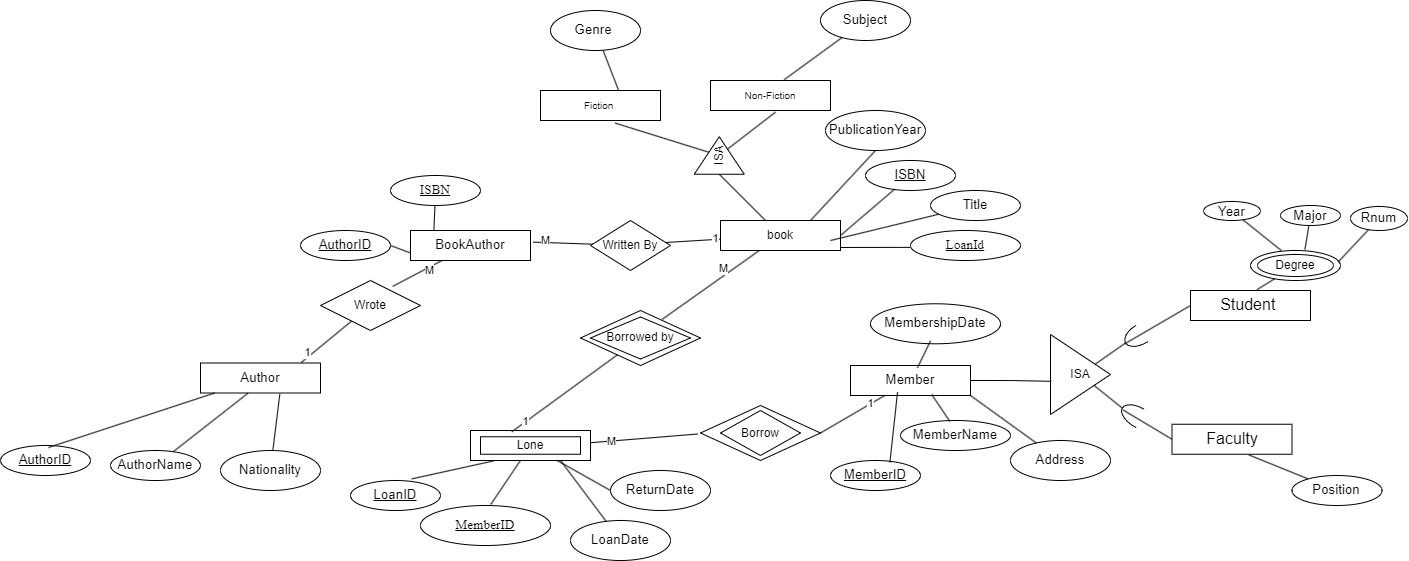 Subject
Genre
Non-Fiction
Fiction
PublicationYear
ISA
ISBN
ISBN
Title
Year
Major
Rnum
AuthorID
BookAuthor
M
Written By
1
book
LoanId
Degree
M
M
Wrote
Student
MembershipDate
Borrowed by
1
Author
Member
ISA
1
1
Lone
M
Borrow
MemberName
Faculty
AuthorID
AuthorName
Nationality
Address
MemberID
LoanID
ReturnDate
Position
MemberID
LoanDate